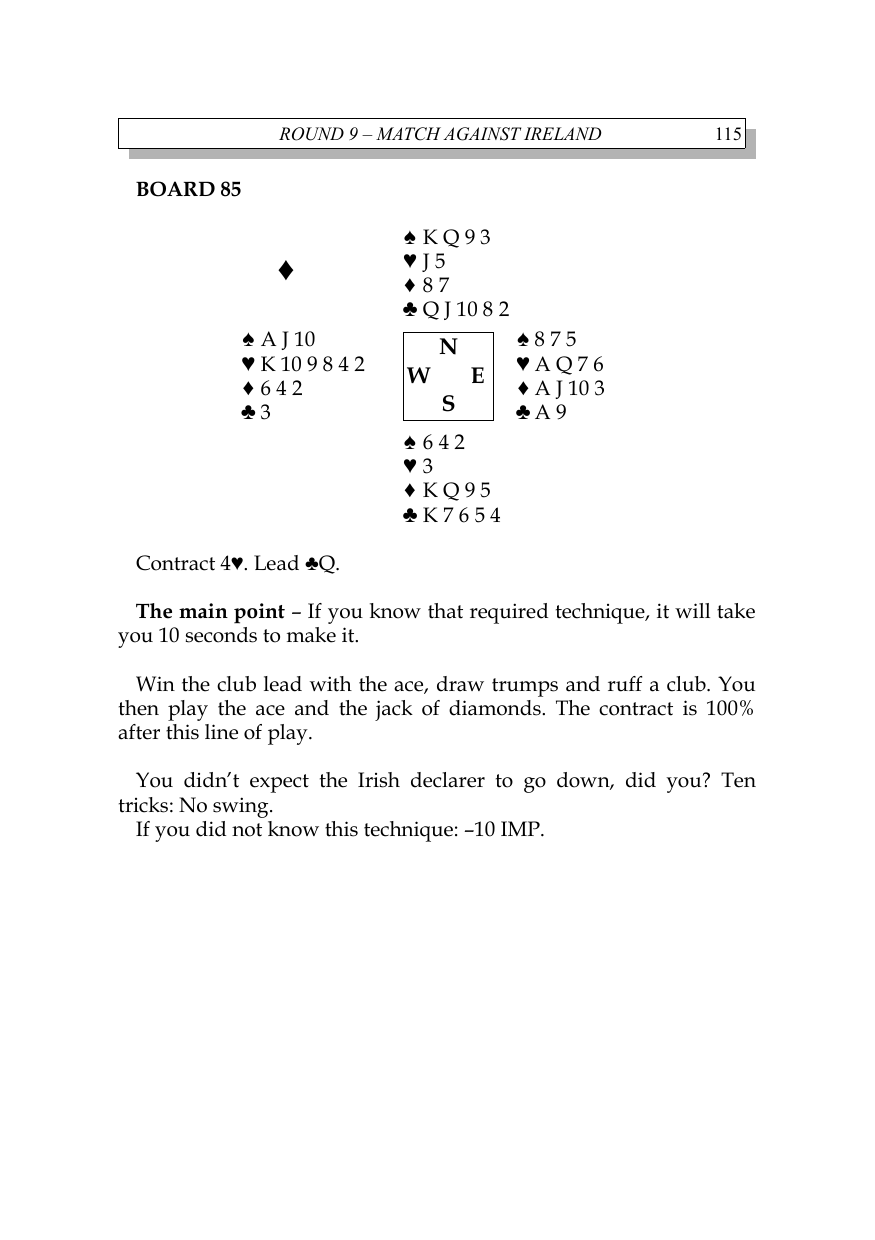 ROUND 9 – MATCH AGAINST IRELAND 115
BOARD 85
♠ K Q 9 3
♥ J 5
♦
♦ 8 7
♣ Q J 10 8 2
♠ A J 10
♥ K 10 9 8 4 2
♦ 6 4 2
♣ 3
N
W E
S
♠ 8 7 5
♥ A Q 7 6
♦ A J 10 3
♣ A 9
♠ 6 4 2
♥ 3
♦ K Q 9 5
♣ K 7 6 5 4
Contract 4♥. Lead ♣Q.
The main point – If you know that required technique, it will take
you 10 seconds to make it.
Win the club lead with the ace, draw trumps and ruff a club. You
then play the ace and the jack of diamonds. The contract is 100%
after this line of play.
You didn’t expect the Irish declarer to go down, did you? Ten
tricks: No swing.
If you did not know this technique: –10 IMP.